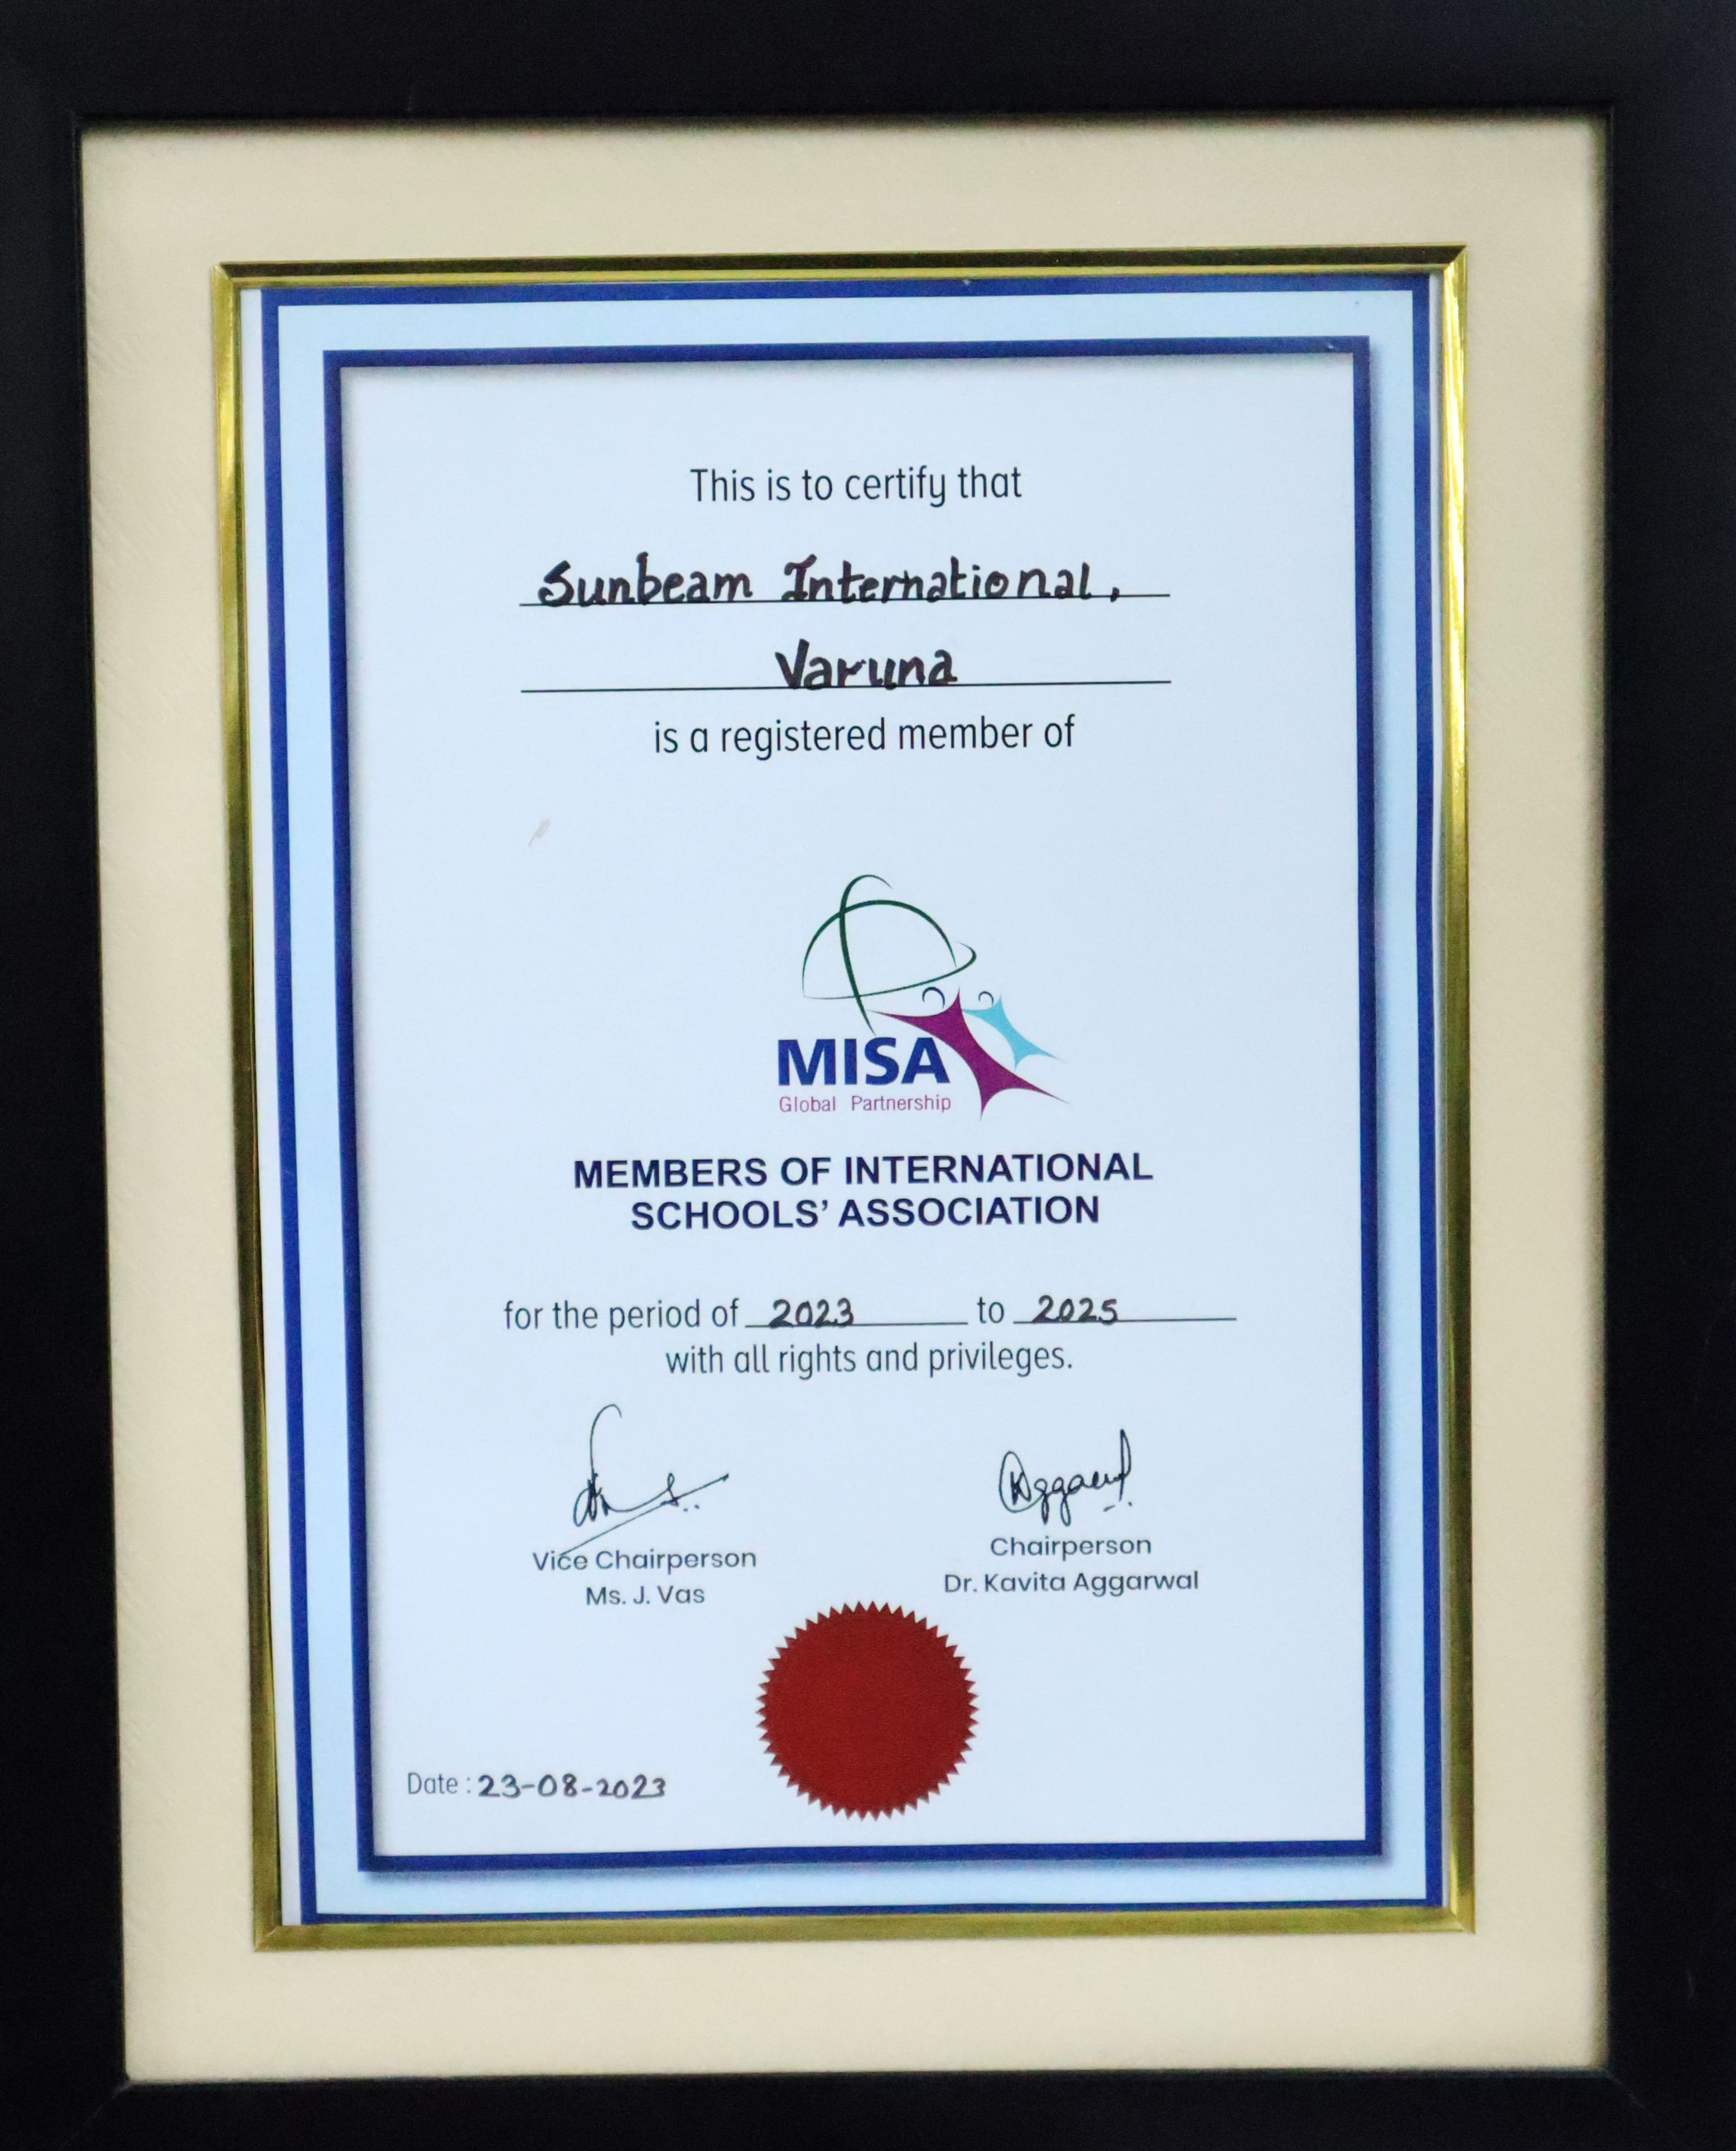 This is to certify that
Sunbeam International,
Varuna
is a registered member of
MISA
Global Partnership
MEMBERS OF INTERNATIONAL
SCHOOLS’ ASSOCIATION
for the period of 2023 to 2025
with all rights and privileges.
Vice Chairperson
Ms. J. Vas
Aggarwal
Chairperson
Dr. Kavita Aggarwal
Date : 23-08-2023